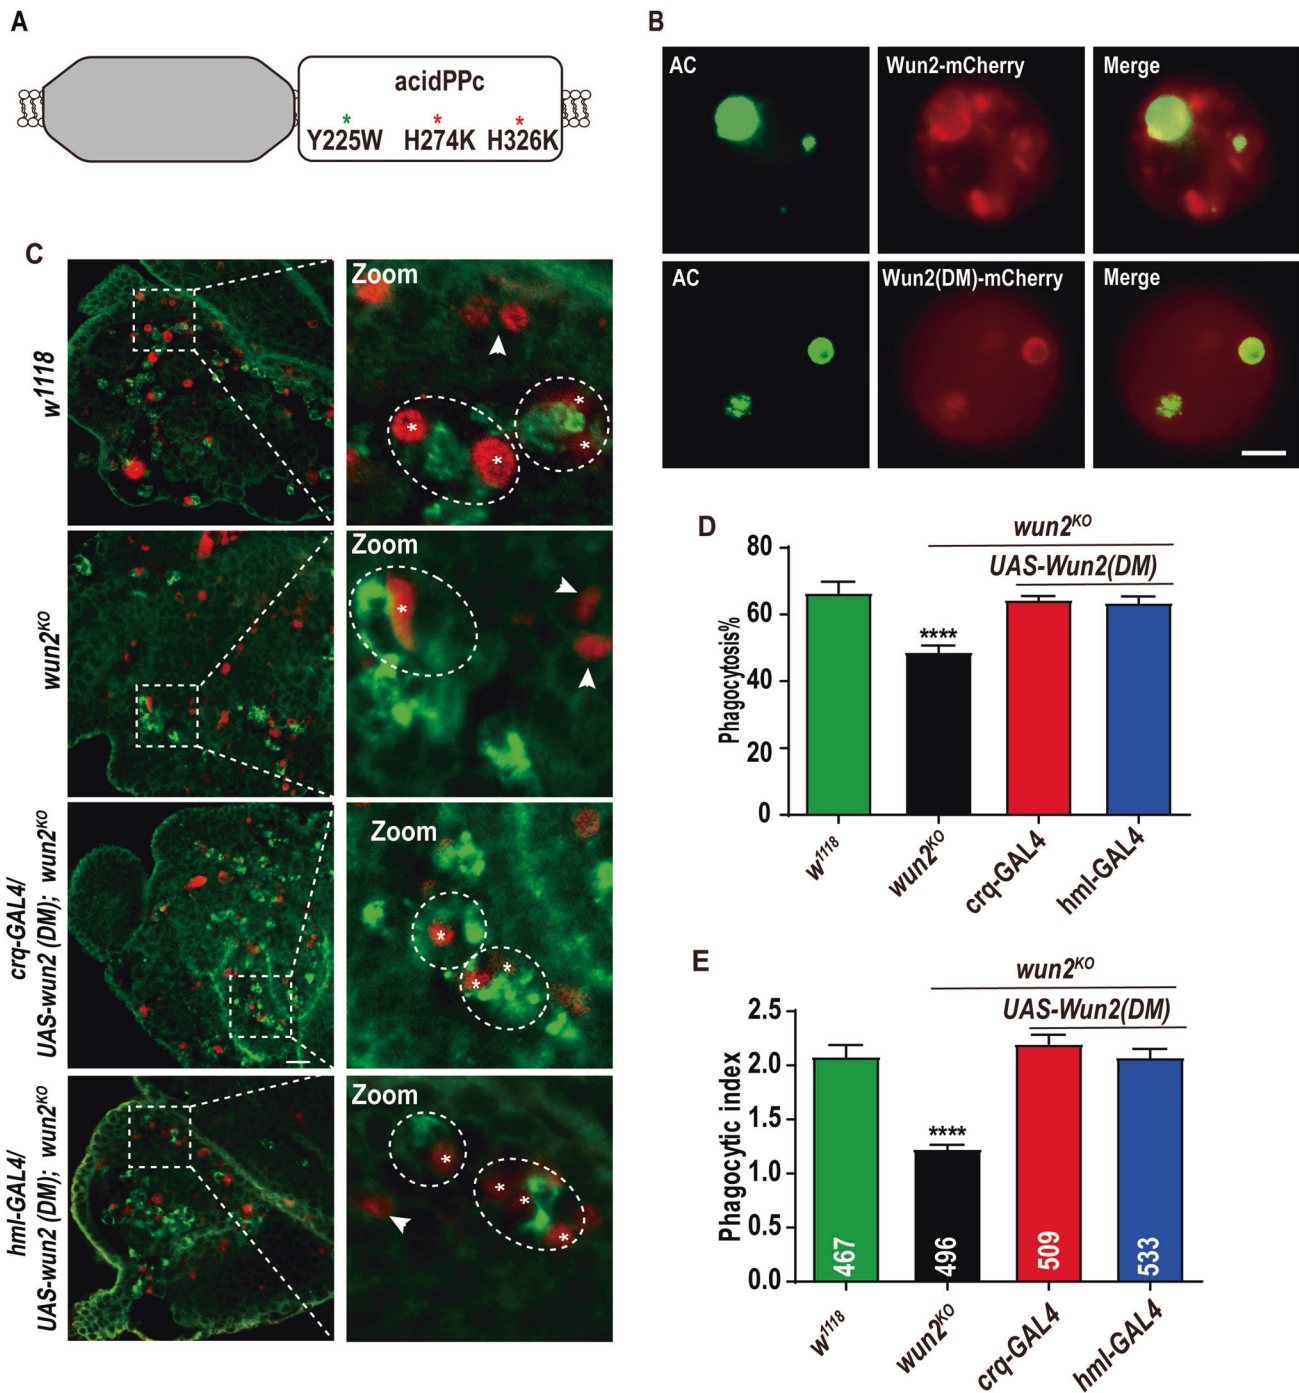 A
acidPPc
* * *
Y225W H274K H326K
B
AC Wun2-mCherry Merge
AC Wun2(DM)-mCherry Merge
C
w1118
Zoom
* * * *
wun2KO
Zoom
*
crq-GAL4/
UAS-wun2 (DM); wun2KO
Zoom
* * *
hml-GAL4/
UAS-wun2 (DM); wun2KO
Zoom
* * * *
D
wun2KO
UAS-Wun2(DM)
Phagocytosis%
80
60
40
20
0
****
w1118 wun2KO crq-GAL4 hml-GAL4
E
wun2KO
UAS-Wun2(DM)
Phagocytic index
2.5
2.0
1.5
1.0
0.5
0.0
****
467 496 509 533
w1118 wun2KO crq-GAL4 hml-GAL4